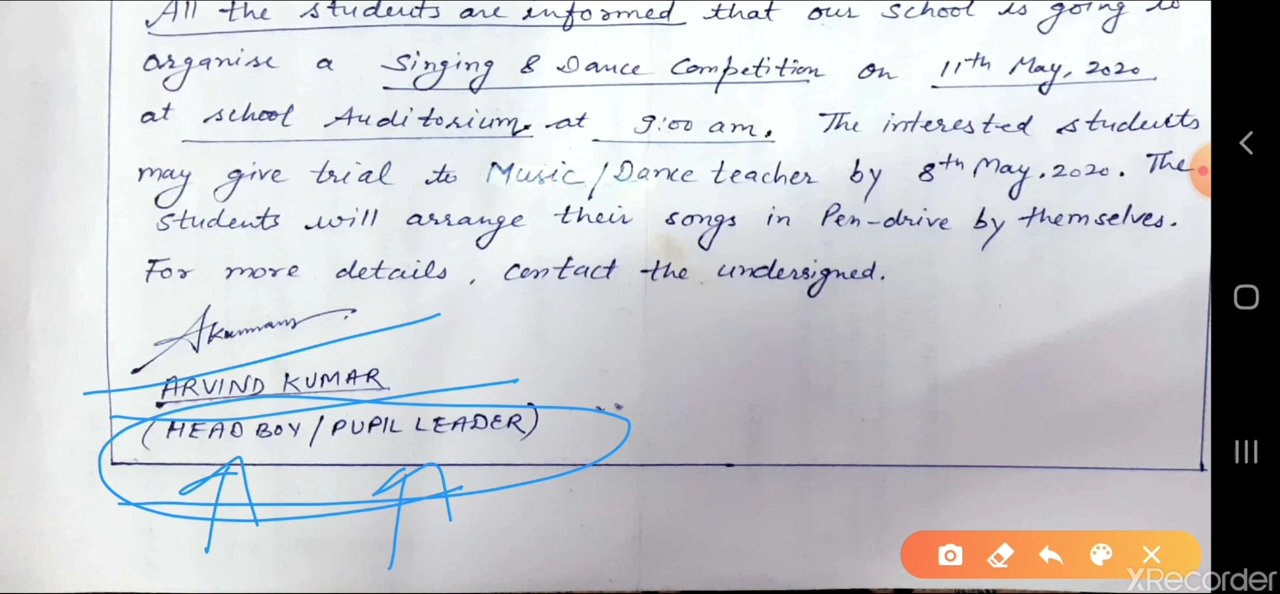 All the students are informed that our school is going to
organise a Singing & Dance Competition on 11th May, 2020
at school Auditorium. at 9:00 am. The interested students
may give trial to Music/Dance teacher by 8th May, 2020. The
students will arrange their songs in Pen-drive by themselves.
For more details, contact the undersigned.
Akumar
ARVIND KUMAR
(HEAD BOY / PUPIL LEADER)
XRecorder